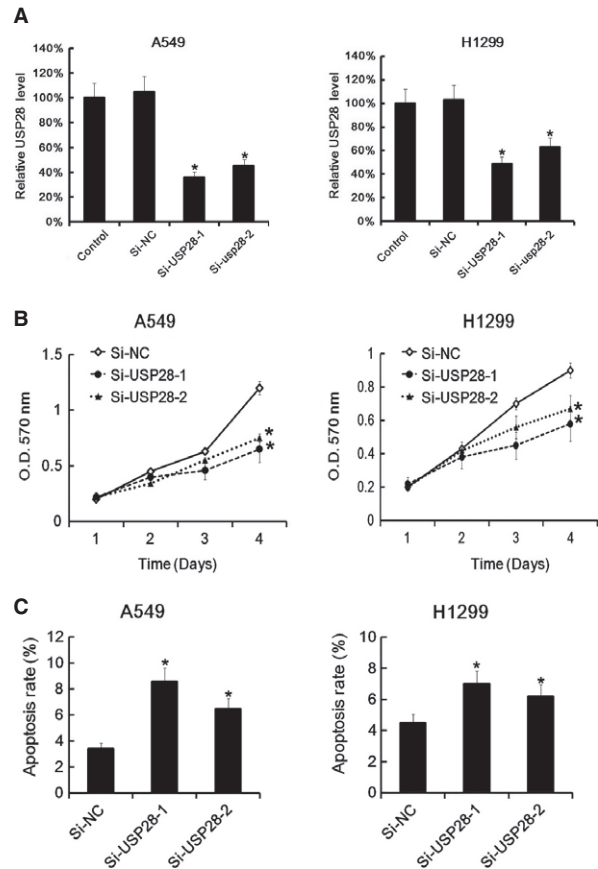 A
A549
Relative USP28 level
140%
120%
100%
80%
60%
40%
20%
0%
* *
Control
Si-NC
Si-USP28-1
Si-usp28-2
H1299
Relative USP28 level
140%
120%
100%
80%
60%
40%
20%
0%
* *
Control
Si-NC
Si-USP28-1
Si-usp28-2
B
A549
O.D. 570 nm
1.5
1
0.5
0
Si-NC
Si-USP28-1
Si-USP28-2
*
*
1 2 3 4
Time (Days)
H1299
O.D. 570 nm
1
0.8
0.6
0.4
0.2
0
Si-NC
Si-USP28-1
Si-USP28-2
*
*
1 2 3 4
Time (Days)
C
A549
Apoptosis rate (%)
12
10
8
6
4
2
0
* *
Si-NC
Si-USP28-1
Si-USP28-2
H1299
Apoptosis rate (%)
10
8
6
4
2
0
* *
Si-NC
Si-USP28-1
Si-USP28-2